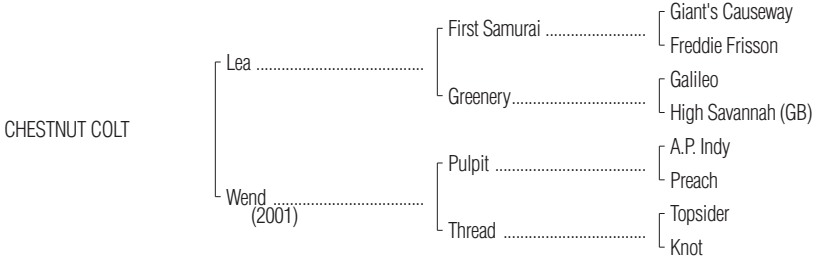 Giant's Causeway
First Samurai ..........................
Freddie Frisson
Lea ...........................................
Galileo
Greenery...................................
High Savannah (GB)
CHESTNUT COLT
A.P. Indy
Pulpit .......................................
Preach
Wend .......................................
(2001)
Topsider
Thread .....................................
Knot